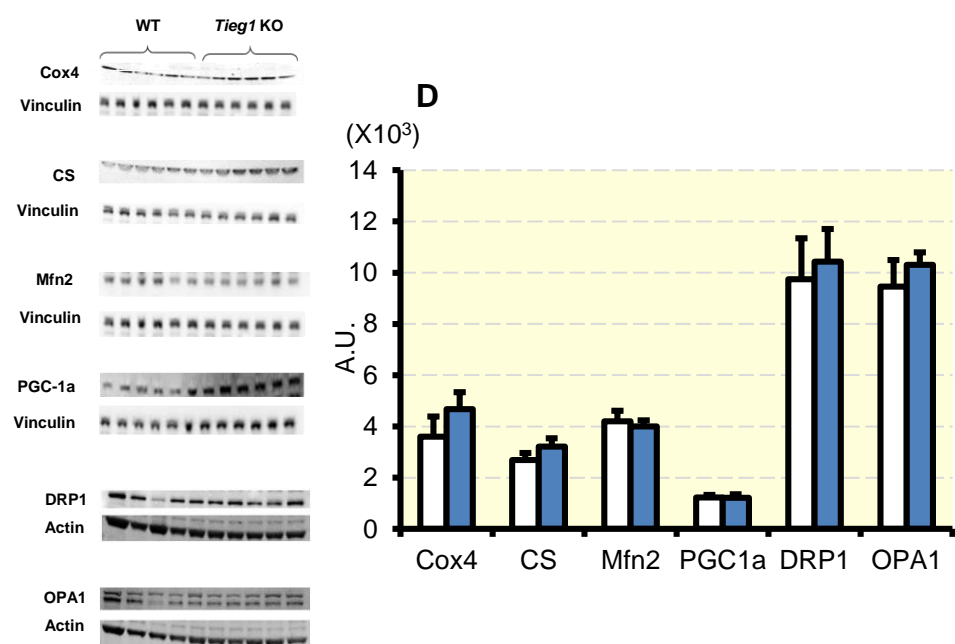 WT Tieg1 KO
Cox4
Vinculin
CS
Vinculin
Mfn2
Vinculin
PGC-1a
Vinculin
DRP1
Actin
OPA1
Actin
D
(X10³)
A.U.
14
12
10
8
6
4
2
0
Cox4 CS Mfn2 PGC1a DRP1 OPA1